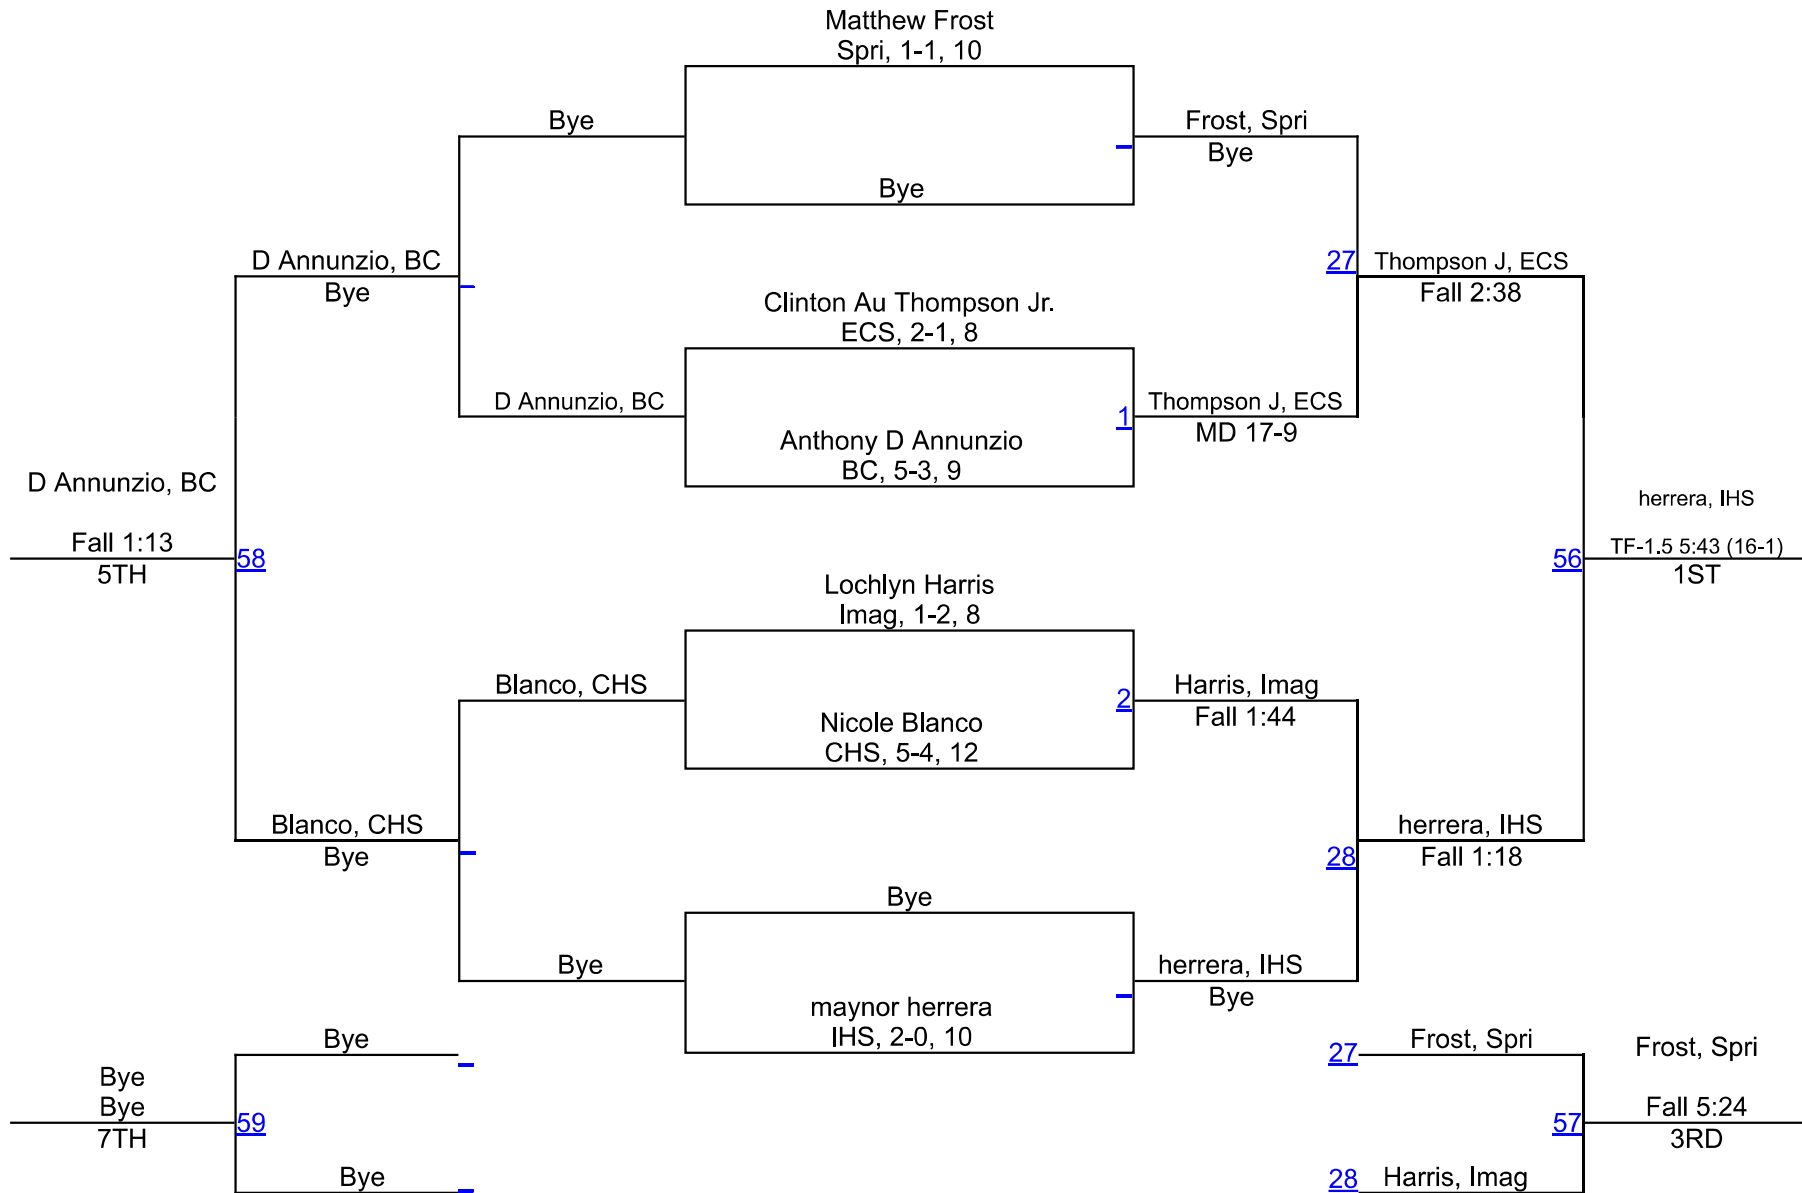 Matthew Frost
Spri, 1-1, 10
Bye
Frost, Spri
Bye
Bye
D Annunzio, BC
Bye
27
Thompson J, ECS
Fall 2:38
Clinton Au Thompson Jr.
ECS, 2-1, 8
D Annunzio, BC
1
Thompson J, ECS
MD 17-9
Anthony D Annunzio
BC, 5-3, 9
D Annunzio, BC
Fall 1:13
5TH
58
herrera, IHS
56
TF-1.5 5:43 (16-1)
1ST
Lochlyn Harris
Imag, 1-2, 8
Blanco, CHS
2
Harris, Imag
Fall 1:44
Nicole Blanco
CHS, 5-4, 12
Blanco, CHS
Bye
28
herrera, IHS
Fall 1:18
Bye
Bye
herrera, IHS
Bye
maynor herrera
IHS, 2-0, 10
Bye
Bye
Bye
7TH
59
Bye
27
Frost, Spri
Frost, Spri
57
Fall 5:24
3RD
28
Harris, Imag